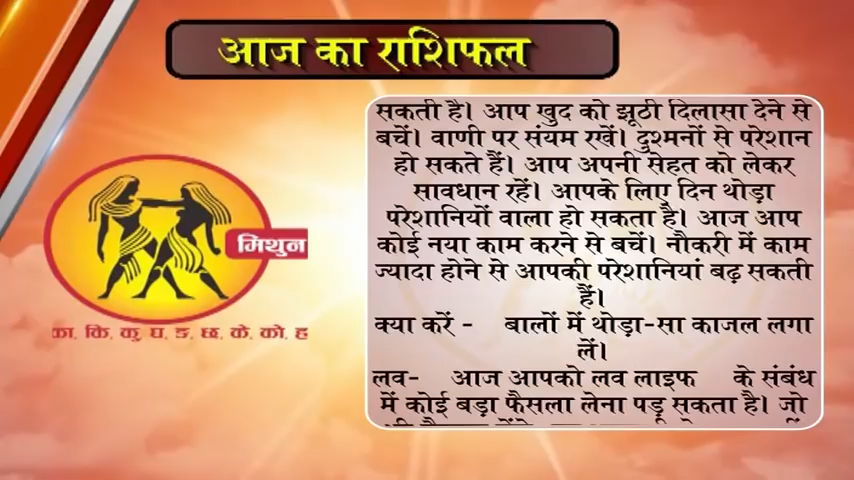 आज का राशिफल
सकती है। आप खुद को झूठी दिलासा देने से
बचें। वाणी पर संयम रखें। दुश्मनों से परेशान
हो सकते हैं। आप अपनी सेहत को लेकर
सावधान रहें। आपके लिए दिन थोड़ा
परेशानियों वाला हो सकता है। आज आप
कोई नया काम करने से बचें। नौकरी में काम
ज्यादा होने से आपकी परेशानियां बढ़ सकती
हैं।
क्या करें - बालों में थोड़ा-सा काजल लगा
लें।
लव- आज आपको लव लाइफ के संबंध
में कोई बड़ा फैसला लेना पड़ सकता है। जो
मिथुन
का, कि, कु, घ, ङ, छ, के, को, ह